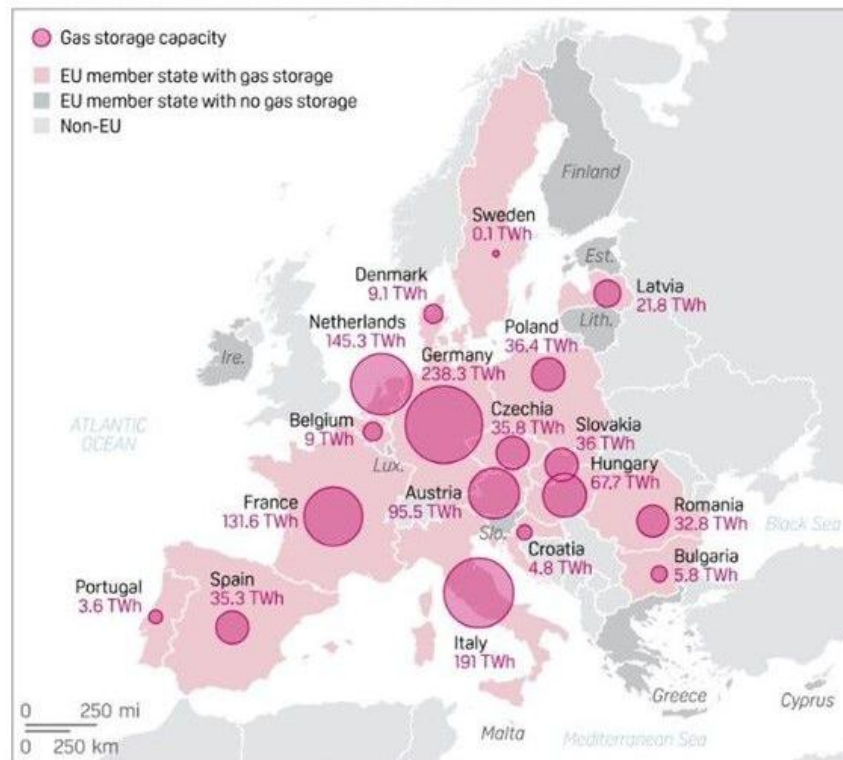 Gas storage capacity
EU member state with gas storage
EU member state with no gas storage
Non-EU
Finland
Sweden
0.1 TWh
Est.
Denmark
9.1 TWh
Latvia
21.8 TWh
Netherlands
145.3 TWh
Poland
36.4 TWh
Lith.
Ire.
Germany
238.3 TWh
ATLANTIC
OCEAN
Belgium
9 TWh
Czechia
35.8 TWh
Slovakia
36 TWh
Lux.
Hungary
67.7 TWh
France
131.6 TWh
Austria
95.5 TWh
Romania
32.8 TWh
Black Sea
Slo.
Croatia
4.8 TWh
Bulgaria
5.8 TWh
Portugal
3.6 TWh
Spain
35.3 TWh
Italy
191 TWh
Greece
Cyprus
Malta
Mediterranean Sea
0 250 mi
0 250 km